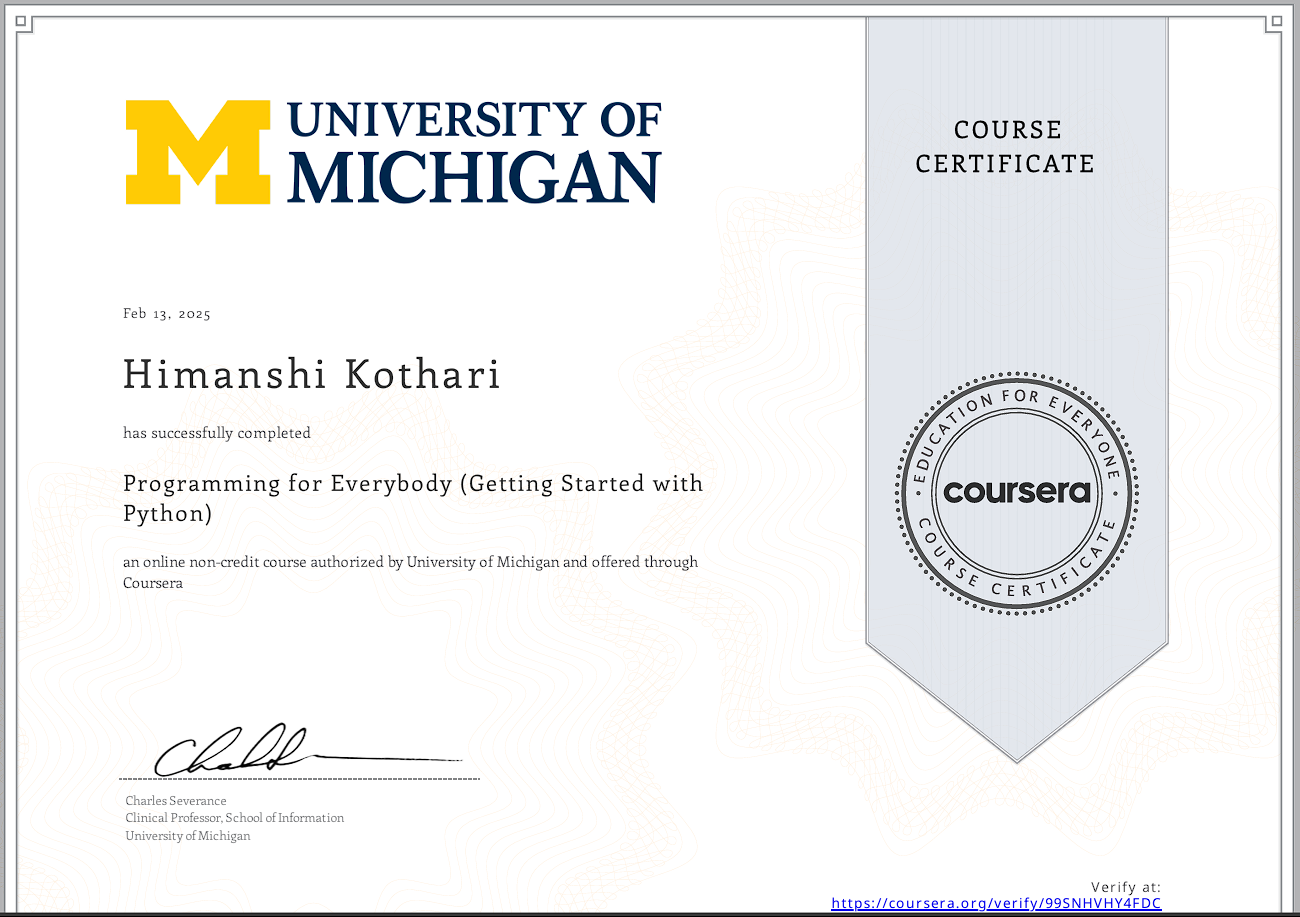 UNIVERSITY OF
MICHIGAN
COURSE
CERTIFICATE
Feb 13, 2025
Himanshi Kothari
has successfully completed
Programming for Everybody (Getting Started with
Python)
an online non-credit course authorized by University of Michigan and offered through
Coursera
EDUCATION FOR EVERYONE
coursera
COURSE CERTIFICATE
Charles Severance
Clinical Professor, School of Information
University of Michigan
Verify at:
https://coursera.org/verify/99SNHVHY4FDC